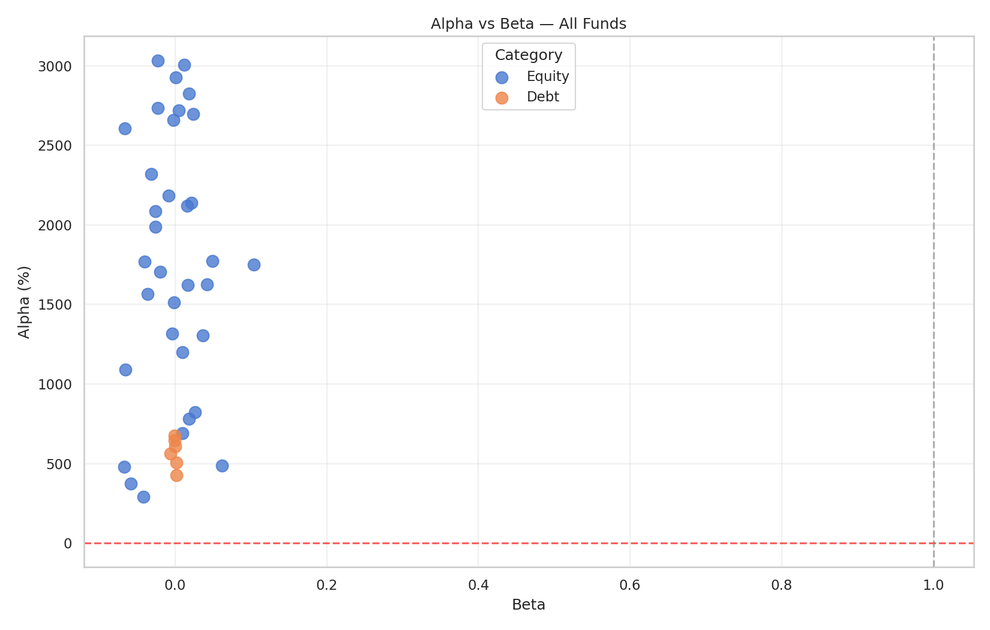 Alpha vs Beta — All Funds
Category
Equity
Debt
Alpha (%)
3000
2500
2000
1500
1000
500
0
0.0 0.2 0.4 0.6 0.8 1.0
Beta